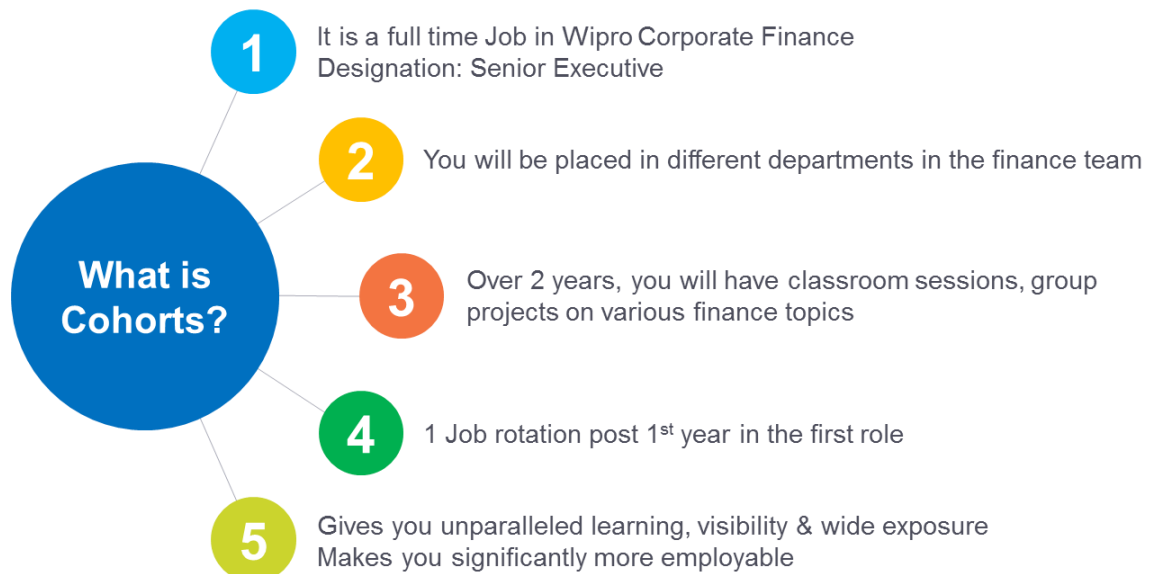 What is
Cohorts?
1
It is a full time Job in Wipro Corporate Finance
Designation: Senior Executive
2
You will be placed in different departments in the finance team
3
Over 2 years, you will have classroom sessions, group
projects on various finance topics
4
1 Job rotation post 1st year in the first role
5
Gives you unparalleled learning, visibility & wide exposure
Makes you significantly more employable